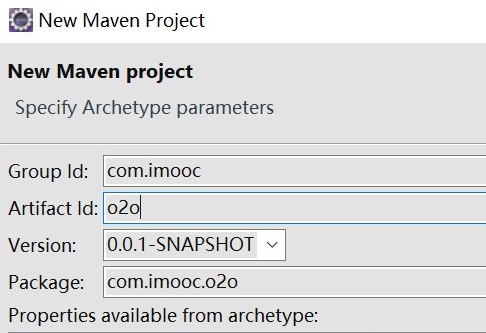 New Maven Project
New Maven project
Specify Archetype parameters
Group Id: com.imooc
Artifact Id: o2o
Version: 0.0.1-SNAPSHOT
Package: com.imooc.o2o
Properties available from archetype: